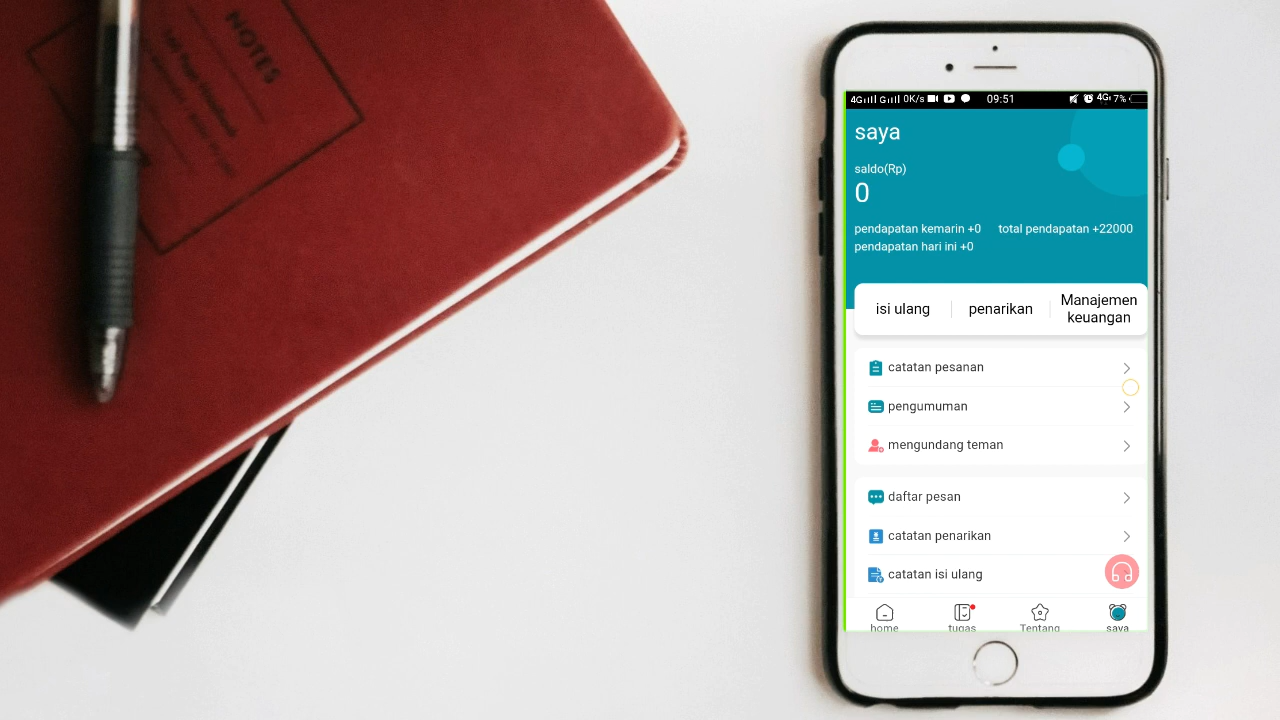 NOTES
4G G 0K/s 09:51 4G 7%
saya
saldo(Rp)
0
pendapatan kemarin +0 total pendapatan +22000
pendapatan hari ini +0
isi ulang
penarikan
Manajemen
keuangan
catatan pesanan
pengumuman
mengundang teman
daftar pesan
catatan penarikan
catatan isi ulang
home tugas Tentang saya